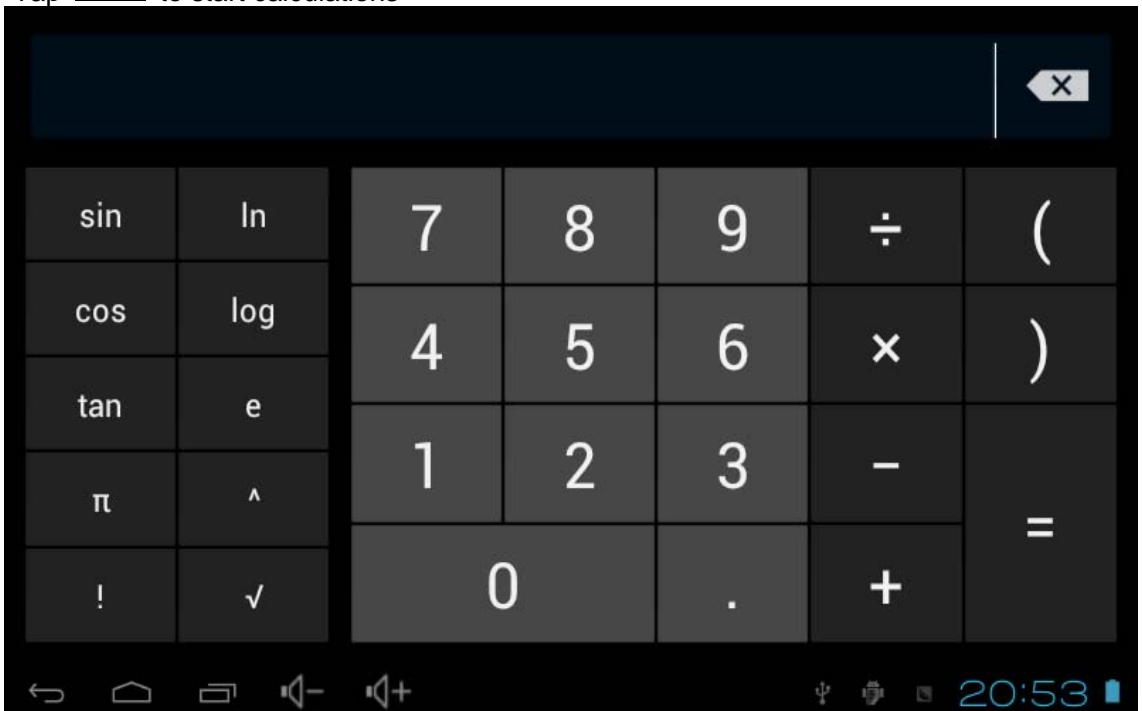 sin ln 7 8 9 ÷ (
cos log 4 5 6 × )
tan e 1 2 3 −
π ^ =
! √ 0 . +
20:53